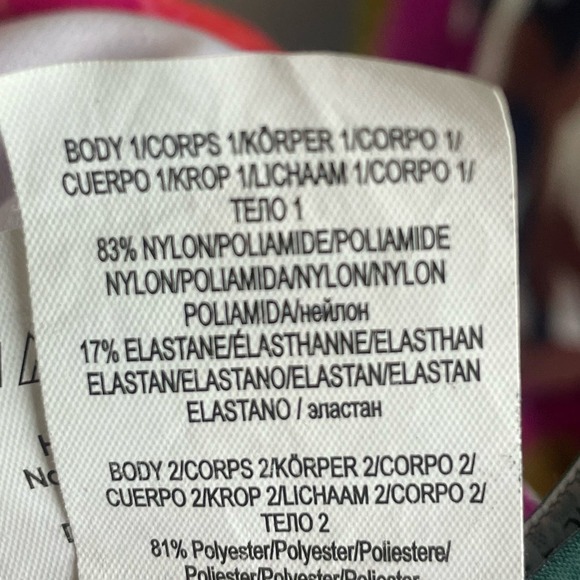 BODY 1/CORPS 1/KÖRPER 1/CORPO 1/
CUERPO 1/KROP 1/LICHAAM 1/CORPO 1/
ТЕЛО 1
83% NYLON/POLIAMIDE/POLIAMIDE
NYLON/POLIAMIDA/NYLON/NYLON
POLIAMIDA/нейлон
17% ELASTANE/ÉLASTHANNE/ELASTHAN
ELASTAN/ELASTANO/ELASTAN/ELASTAN
ELASTANO / эластан
BODY 2/CORPS 2/KÖRPER 2/CORPO 2/
CUERPO 2/KROP 2/LICHAAM 2/CORPO 2/
ТЕЛО 2
81% Polyester/Polyester/Poliestere/
Poliester/Polyester/Poliester